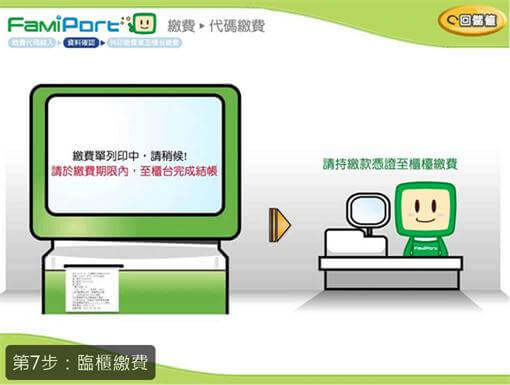 FamiPort
繳費▶代碼繳費
回首頁
繳費代碼輸入
資料確認
列印繳費單至櫃台繳費
繳費單列印中，請稍候!
請於繳費期限內，至櫃台完成結帳
請持繳款憑證至櫃檯繳費
FamiPort
第7步：臨櫃繳費